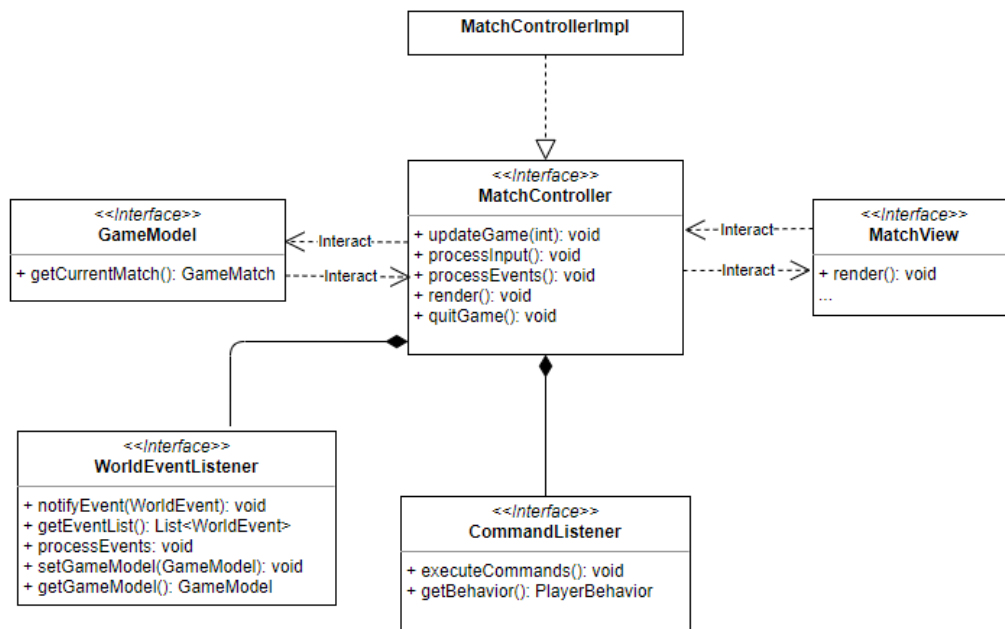 MatchControllerImpl
<<Interface>>
MatchController
+ updateGame(int): void
+ processInput(): void
+ processEvents(): void
+ render(): void
+ quitGame(): void
<<Interface>>
GameModel
+ getCurrentMatch(): GameMatch
Interact
Interact
Interact
Interact
<<Interface>>
MatchView
+ render(): void
...
<<Interface>>
WorldEventListener
+ notifyEvent(WorldEvent): void
+ getEventList(): List<WorldEvent>
+ processEvents: void
+ setGameModel(GameModel): void
+ getGameModel(): GameModel
<<Interface>>
CommandListener
+ executeCommands(): void
+ getBehavior(): PlayerBehavior